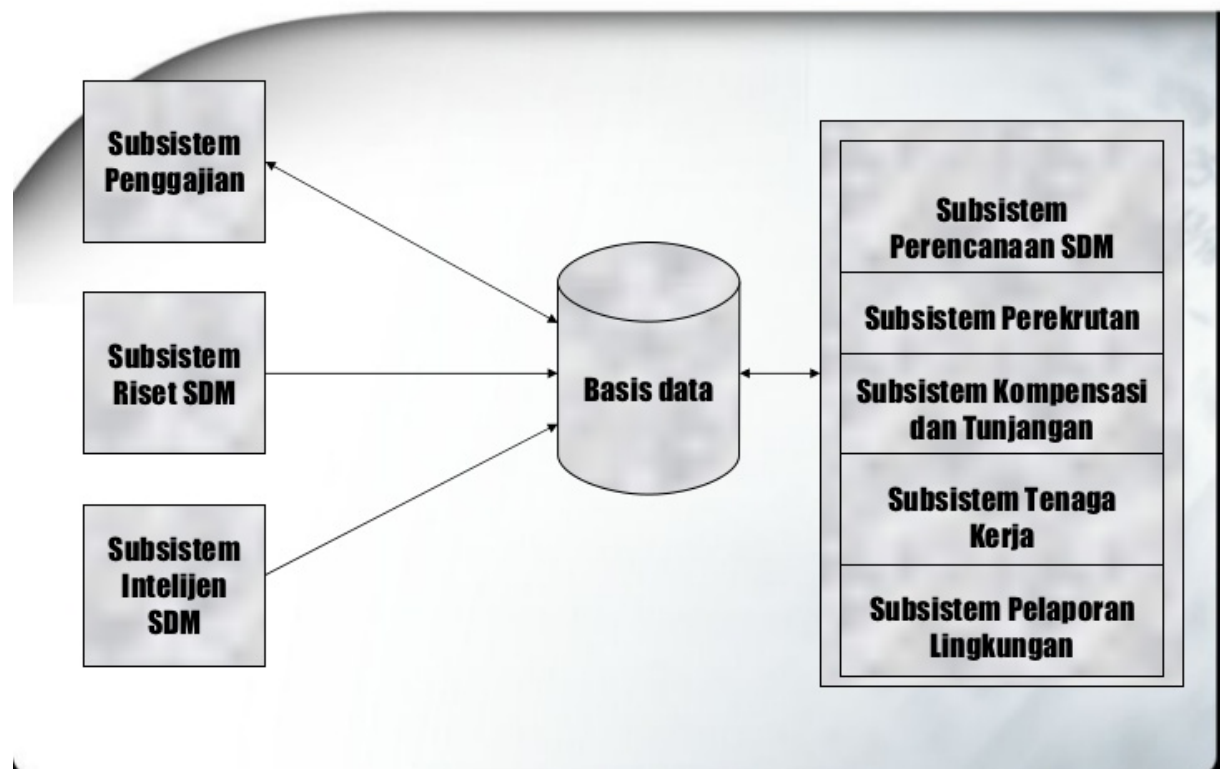 Subsistem
Penggajian
Subsistem
Riset SDM
Subsistem
Intelijen
SDM
Basis data
Subsistem
Perencanaan SDM
Subsistem Perekrutan
Subsistem Kompensasi
dan Tunjangan
Subsistem Tenaga
Kerja
Subsistem Pelaporan
Lingkungan